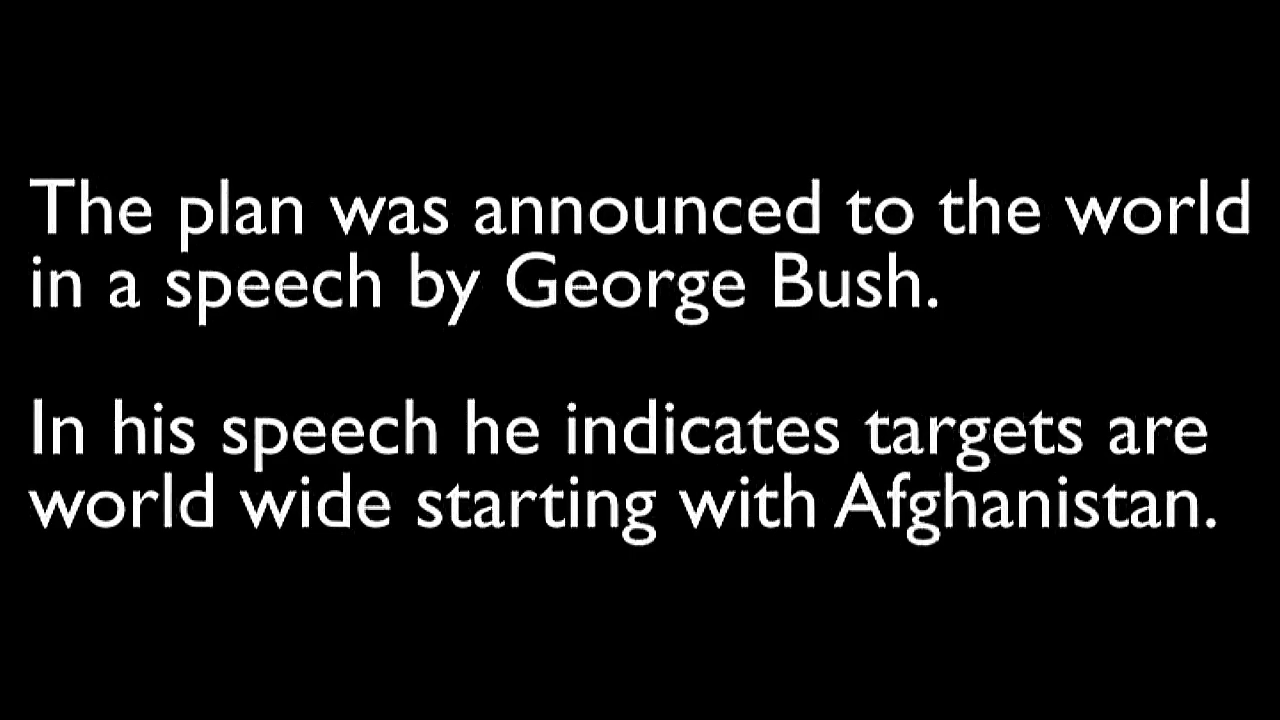 The plan was announced to the world
in a speech by George Bush.
In his speech he indicates targets are
world wide starting with Afghanistan.